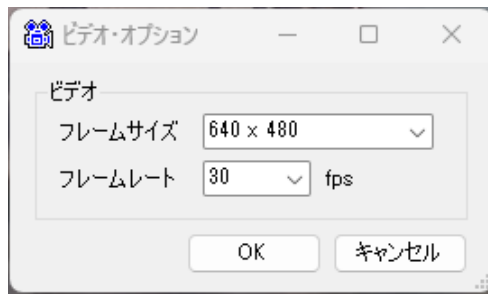 ビデオ・オプション
ビデオ
フレームサイズ 640 x 480
フレームレート 30 fps
OK キャンセル